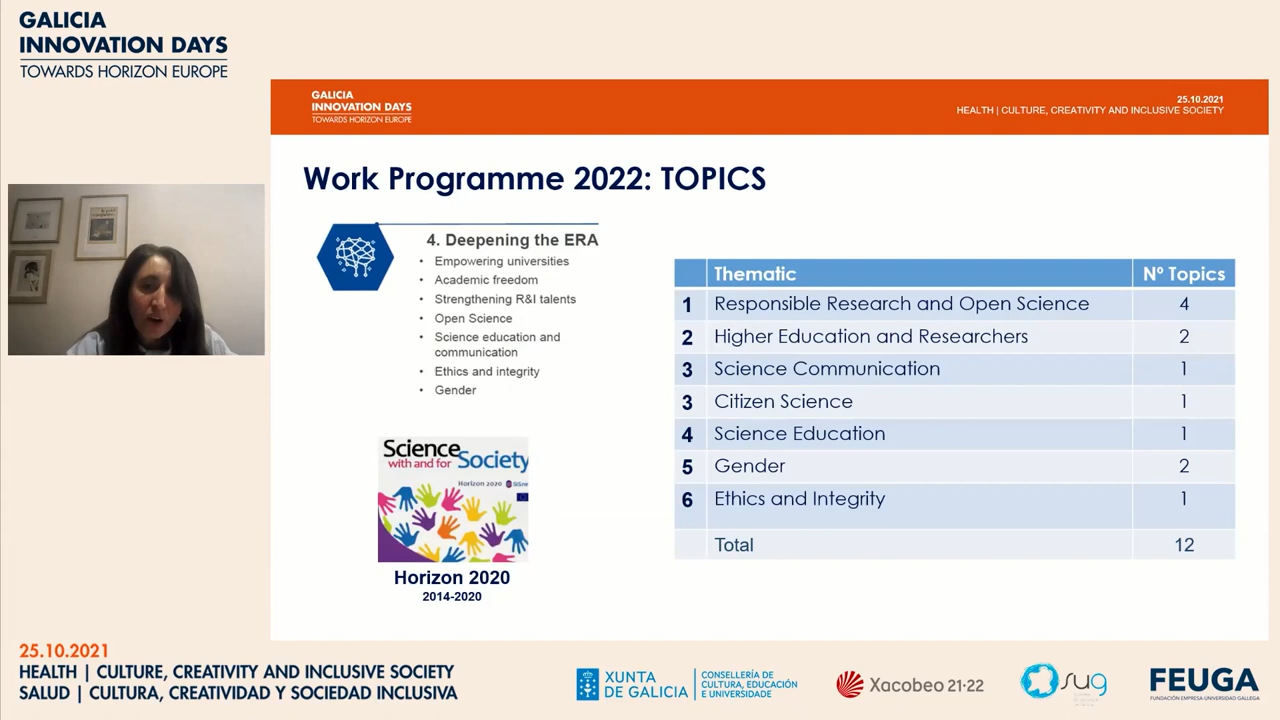 GALICIA
INNOVATION DAYS
TOWARDS HORIZON EUROPE
GALICIA
INNOVATION DAYS
TOWARDS HORIZON EUROPE
25.10.2021
HEALTH | CULTURE, CREATIVITY AND INCLUSIVE SOCIETY
Work Programme 2022: TOPICS
4. Deepening the ERA
• Empowering universities
• Academic freedom
• Strengthening R&I talents
• Open Science
• Science education and
communication
• Ethics and integrity
• Gender
Science
with and for Society
Horizon 2020
Horizon 2020
2014-2020
Thematic Nº Topics
1 Responsible Research and Open Science 4
2 Higher Education and Researchers 2
3 Science Communication 1
3 Citizen Science 1
4 Science Education 1
5 Gender 2
6 Ethics and Integrity 1
Total 12
25.10.2021
HEALTH | CULTURE, CREATIVITY AND INCLUSIVE SOCIETY
SALUD | CULTURA, CREATIVIDAD Y SOCIEDAD INCLUSIVA
XUNTA
DE GALICIA
CONSELLERÍA
DE CULTURA, EDUCACIÓN
E UNIVERSIDADE
Xacobeo 21·22
sug
FEUGA
FUNDACIÓN EMPRESA-UNIVERSIDAD GALLEGA